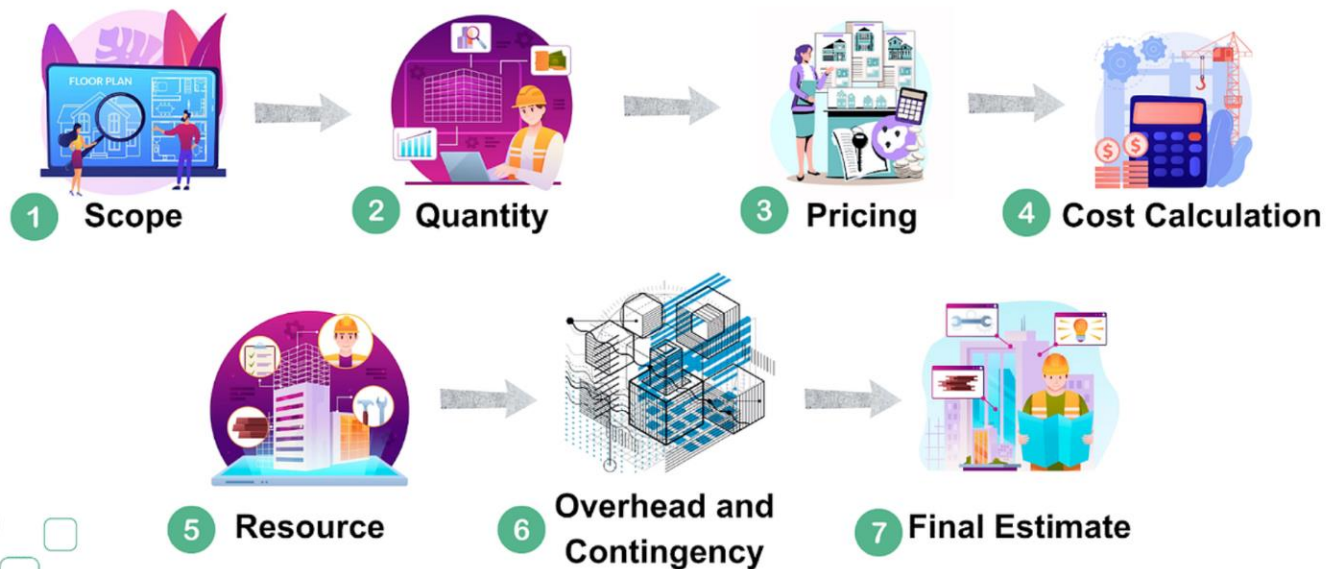 FLOOR PLAN
1 Scope
2 Quantity
3 Pricing
$ $
4 Cost Calculation
5 Resource
6 Overhead and
Contingency
7 Final Estimate